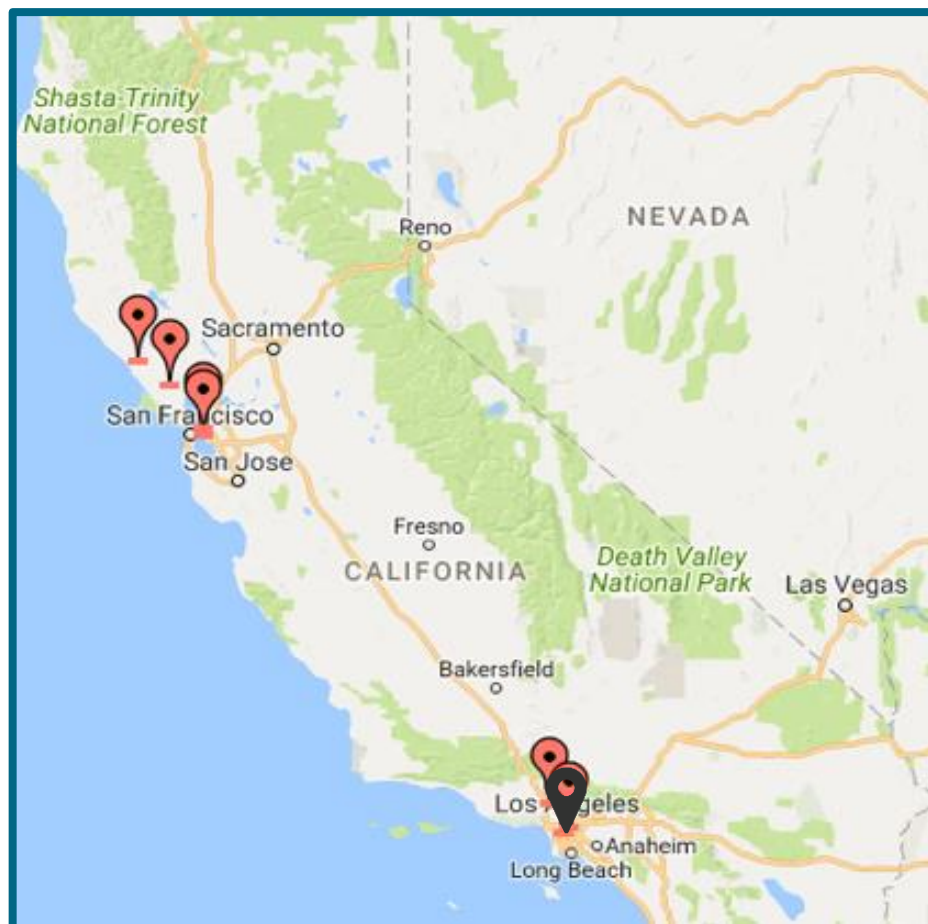 Shasta-Trinity
National Forest
NEVADA
Reno
Sacramento
San Francisco
San Jose
Fresno
CALIFORNIA
Death Valley
National Park
Las Vegas
Bakersfield
Los Angeles
Anaheim
Long Beach